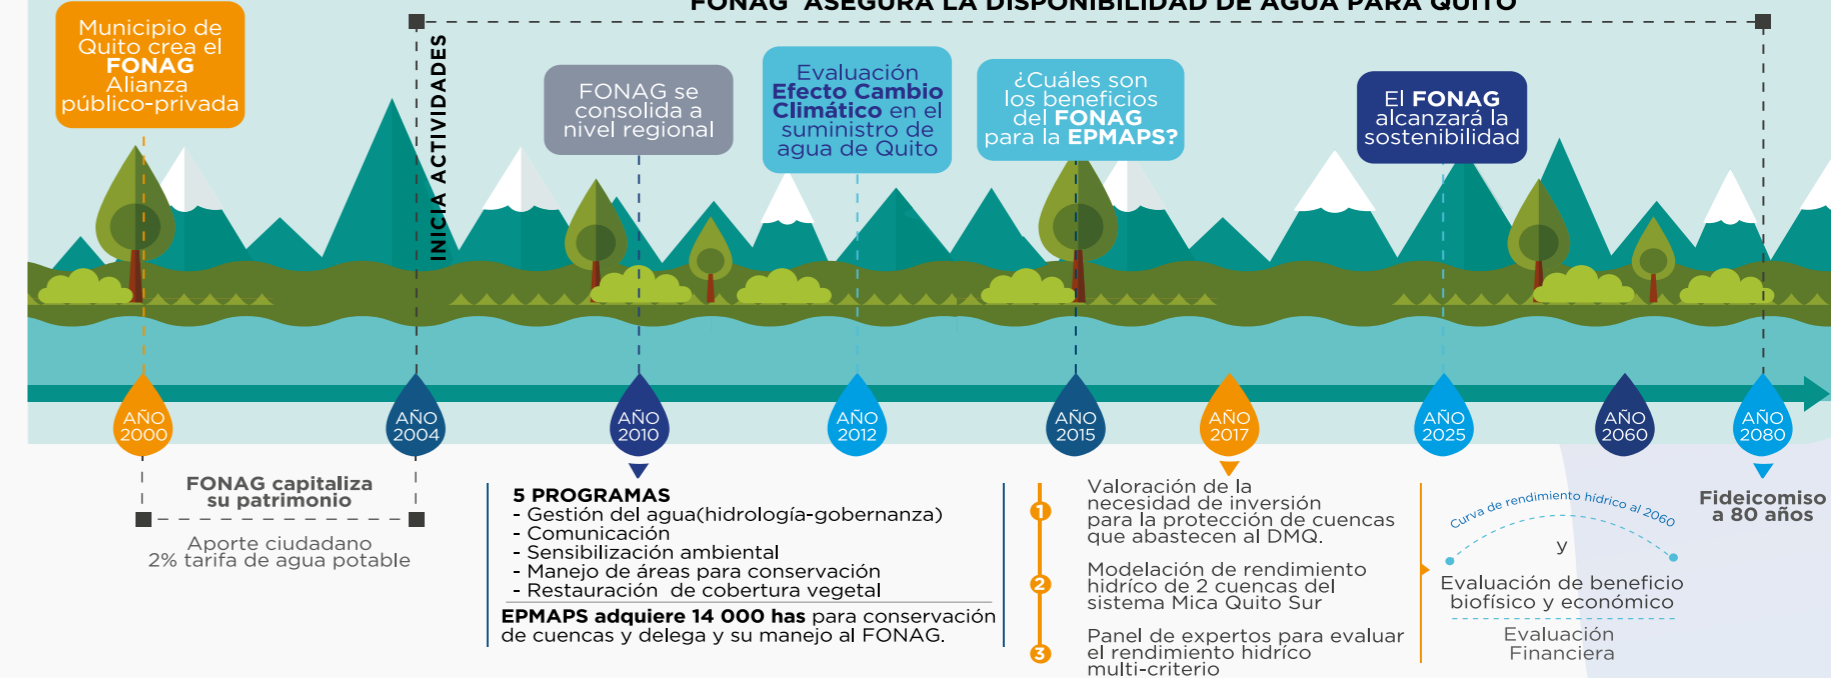 FONAG ASEGURA LA DISPONIBILIDAD DE AGUA PARA QUITO
Municipio de
Quito crea el
FONAG
Alianza
público-privada
INICIA ACTIVIDADES
FONAG se
consolida a
nivel regional
Evaluación
Efecto Cambio
Climático en el
suministro de
agua de Quito
¿Cuáles son
los beneficios
del FONAG
para la EPMAPS?
El FONAG
alcanzará la
sostenibilidad
AÑO
2000
AÑO
2004
AÑO
2010
AÑO
2012
AÑO
2015
AÑO
2017
AÑO
2025
AÑO
2060
AÑO
2080
FONAG capitaliza
su patrimonio
Aporte ciudadano
2% tarifa de agua potable
5 PROGRAMAS
- Gestión del agua(hidrología-gobernanza)
- Comunicación
- Sensibilización ambiental
- Manejo de áreas para conservación
- Restauración de cobertura vegetal
EPMAPS adquiere 14 000 has para conservación
de cuencas y delega y su manejo al FONAG.
1
Valoración de la
necesidad de inversión
para la protección de cuencas
que abastecen al DMQ.
2
Modelación de rendimiento
hidríco de 2 cuencas del
sistema Mica Quito Sur
3
Panel de expertos para evaluar
el rendimiento hidríco
multi-criterio
Curva de rendimiento hídrico al 2060
y
Evaluación de beneficio
biofísico y económico
Evaluación
Financiera
Fideicomiso
a 80 años